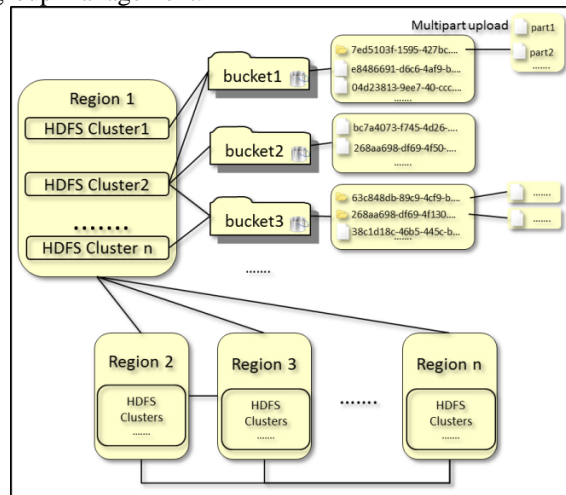 Multipart upload
part1
part2
.......
7ed5103f-1595-427bc....
e8486691-d6c6-4af9-b....
04d23813-9ee7-40-ccc....
.......
bucket1
Region 1
HDFS Cluster1
HDFS Cluster2
.......
HDFS Cluster n
bucket2
bc7a4073-f745-4d26-....
268aa698-df69-4f50-....
.......
bucket3
63c848db-89c9-4cf9-b....
268aa698-df69-4f130....
38c1d18c-46b5-445c-b....
.......
.......
.......
.......
Region 2
HDFS
Clusters
.......
Region 3
HDFS
Clusters
.......
.......
Region n
HDFS
Clusters
.......